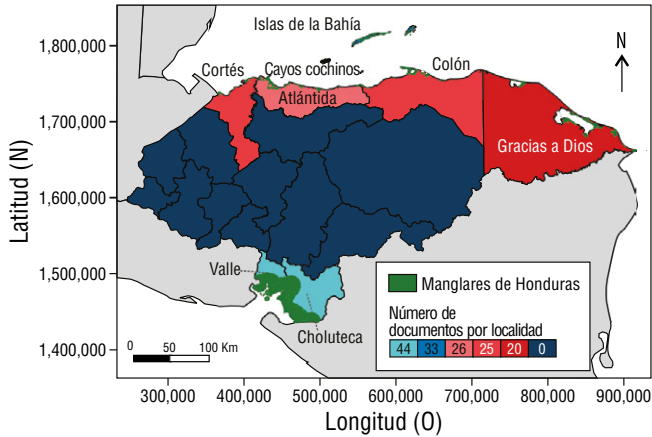 Islas de la Bahía
1,800,000
N
Cortés
Cayos cochinos
Colón
Atlántida
1,700,000
Gracias a Dios
Latitud (N)
1,600,000
1,500,000
Valle
Manglares de Honduras
Número de
documentos por localidad
44 33 26 25 20 0
Choluteca
0 50 100 Km
1,400,000
300,000 400,000 500,000 600,000 700,000 800,000 900,000
Longitud (O)